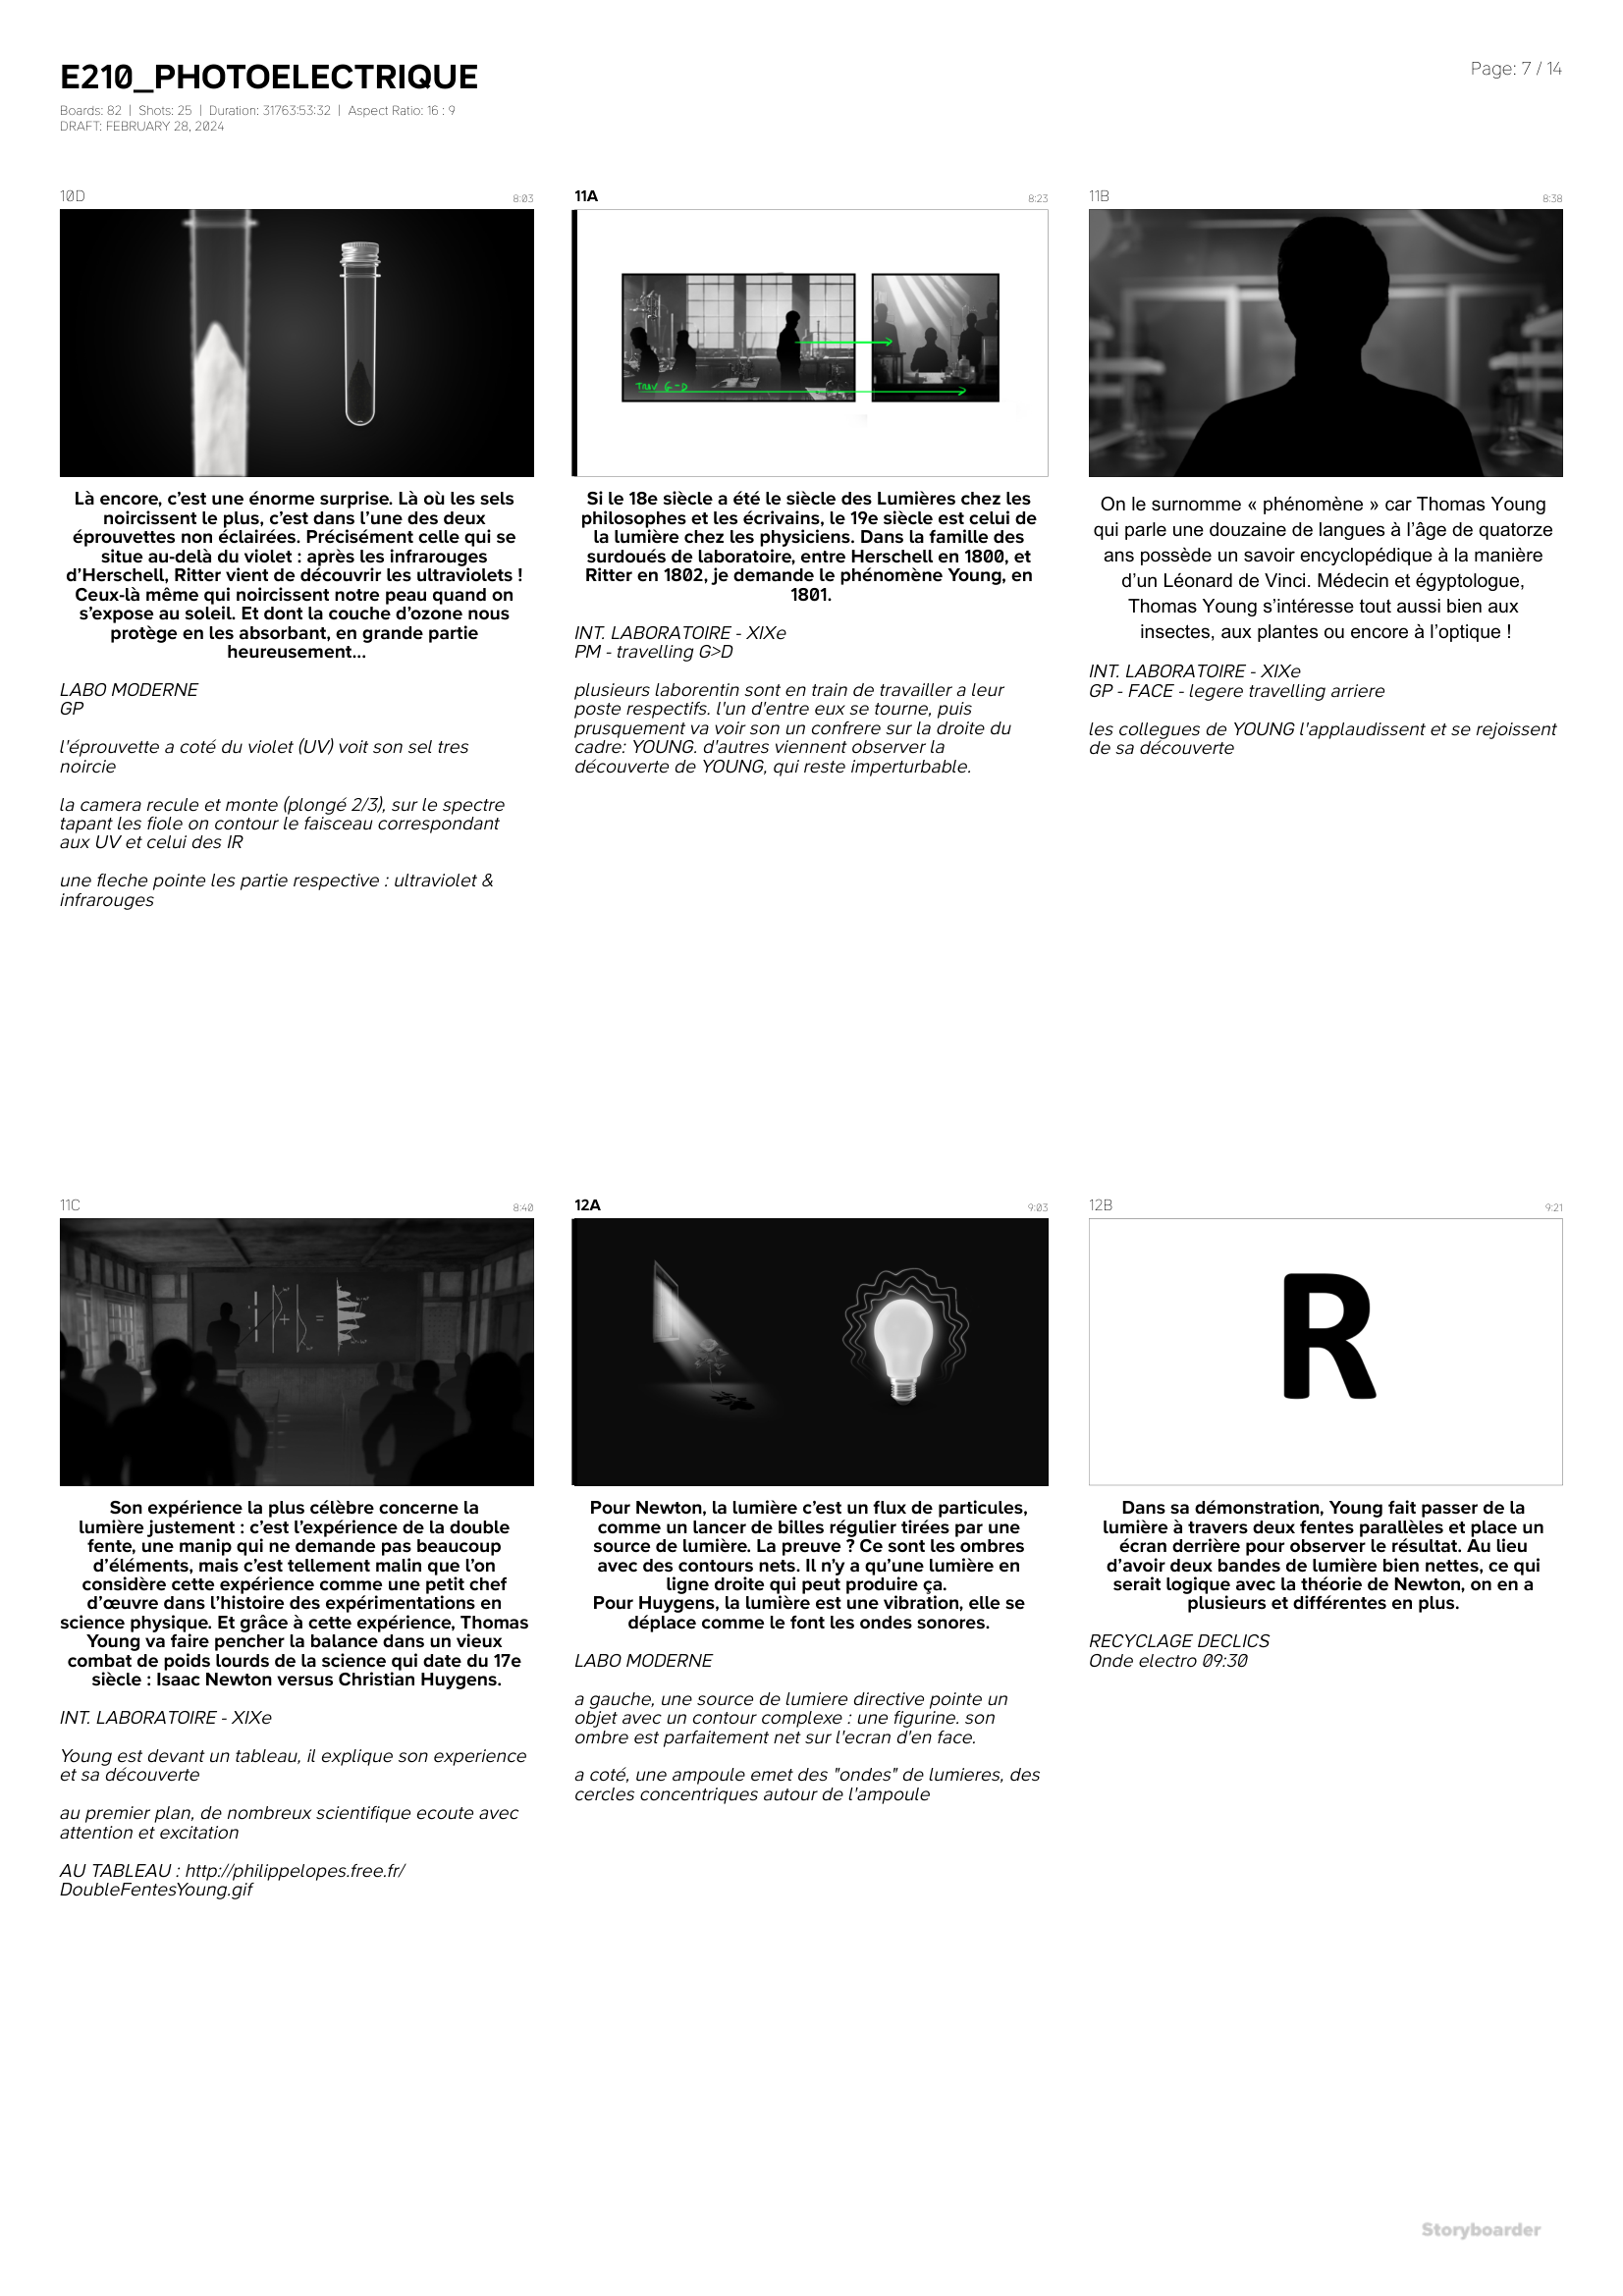 E210_PHOTOELECTRIQUE
Page: 7 / 14
Boards: 82 | Shots: 25 | Duration: 31763:53:32 | Aspect Ratio: 16 : 9
DRAFT: FEBRUARY 28, 2024
10D
8:03
Là encore, c'est une énorme surprise. Là où les sels
noircissent le plus, c'est dans l'une des deux
éprouvettes non éclairées. Précisément celle qui se
situe au-delà du violet : après les infrarouges
d'Herschell, Ritter vient de découvrir les ultraviolets !
Ceux-là même qui noircissent notre peau quand on
s'expose au soleil. Et dont la couche d'ozone nous
protège en les absorbant, en grande partie
heureusement...
LABO MODERNE
GP
l'éprouvette a coté du violet (UV) voit son sel tres
noircie
la camera recule et monte (plongé 2/3), sur le spectre
tapant les fiole on contour le faisceau correspondant
aux UV et celui des IR
une fleche pointe les partie respective : ultraviolet &
infrarouges
11A
8:23
TRAV G-D
Si le 18e siècle a été le siècle des Lumières chez les
philosophes et les écrivains, le 19e siècle est celui de
la lumière chez les physiciens. Dans la famille des
surdoués de laboratoire, entre Herschell en 1800, et
Ritter en 1802, je demande le phénomène Young, en
1801.
INT. LABORATOIRE - XIXe
PM - travelling G>D
plusieurs laborentin sont en train de travailler a leur
poste respectifs. l'un d'entre eux se tourne, puis
prusquement va voir son un confrere sur la droite du
cadre: YOUNG. d'autres viennent observer la
découverte de YOUNG, qui reste imperturbable.
11B
8:38
On le surnomme « phénomène » car Thomas Young
qui parle une douzaine de langues à l'âge de quatorze
ans possède un savoir encyclopédique à la manière
d'un Léonard de Vinci. Médecin et égyptologue,
Thomas Young s'intéresse tout aussi bien aux
insectes, aux plantes ou encore à l'optique !
INT. LABORATOIRE - XIXe
GP - FACE - legere travelling arriere
les collegues de YOUNG l'applaudissent et se rejoissent
de sa découverte
11C
8:40
+
=
Son expérience la plus célèbre concerne la
lumière justement : c'est l'expérience de la double
fente, une manip qui ne demande pas beaucoup
d'éléments, mais c'est tellement malin que l'on
considère cette expérience comme une petit chef
d'œuvre dans l'histoire des expérimentations en
science physique. Et grâce à cette expérience, Thomas
Young va faire pencher la balance dans un vieux
combat de poids lourds de la science qui date du 17e
siècle : Isaac Newton versus Christian Huygens.
INT. LABORATOIRE - XIXe
Young est devant un tableau, il explique son experience
et sa découverte
au premier plan, de nombreux scientifique ecoute avec
attention et excitation
AU TABLEAU : http://philippelopes.free.fr/
DoubleFentesYoung.gif
12A
9:03
Pour Newton, la lumière c'est un flux de particules,
comme un lancer de billes régulier tirées par une
source de lumière. La preuve ? Ce sont les ombres
avec des contours nets. Il n'y a qu'une lumière en
ligne droite qui peut produire ça.
Pour Huygens, la lumière est une vibration, elle se
déplace comme le font les ondes sonores.
LABO MODERNE
a gauche, une source de lumiere directive pointe un
objet avec un contour complexe : une figurine. son
ombre est parfaitement net sur l'ecran d'en face.
a coté, une ampoule emet des "ondes" de lumieres, des
cercles concentriques autour de l'ampoule
12B
9:21
R
Dans sa démonstration, Young fait passer de la
lumière à travers deux fentes parallèles et place un
écran derrière pour observer le résultat. Au lieu
d'avoir deux bandes de lumière bien nettes, ce qui
serait logique avec la théorie de Newton, on en a
plusieurs et différentes en plus.
RECYCLAGE DECLICS
Onde electro 09:30
Storyboarder